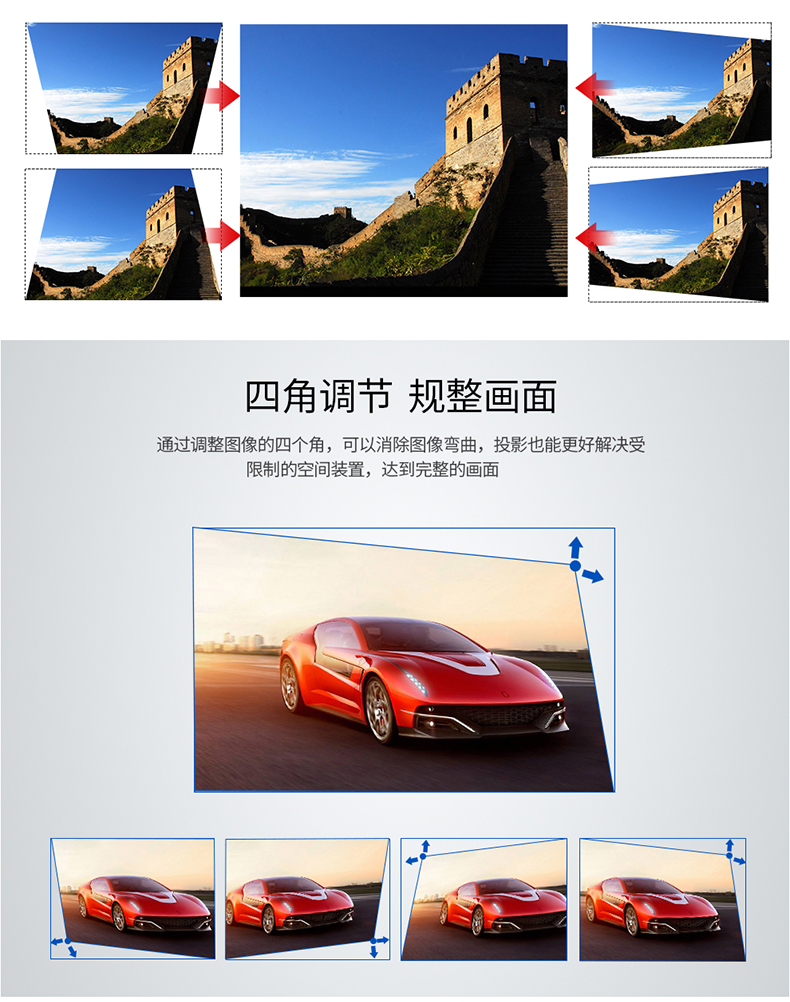 四角调节 规整画面
通过调整图像的四个角，可以消除图像弯曲，投影也能更好解决受
限制的空间装置，达到完整的画面